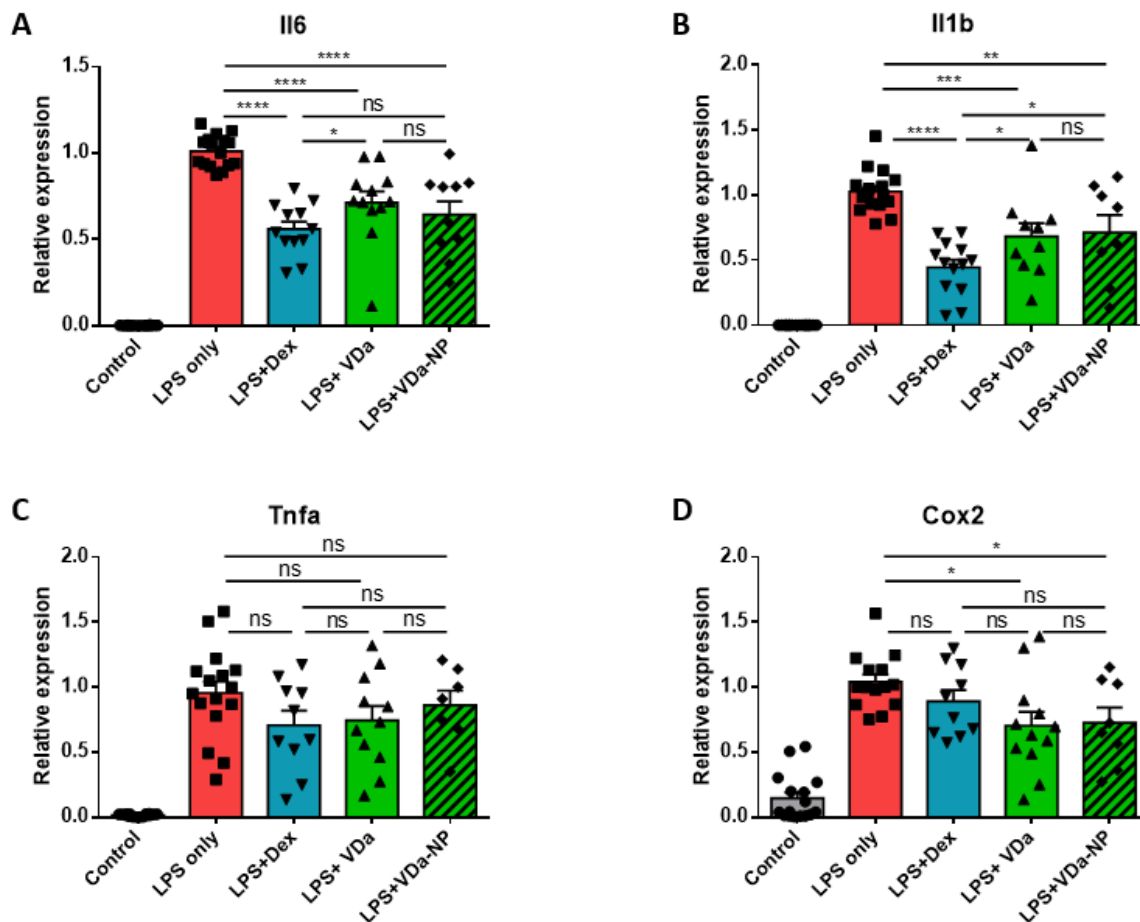 A
Il6
****
****
****
ns
*
ns
Relative expression
1.5
1.0
0.5
0.0
Control
LPS only
LPS+Dex
LPS+ VDa
LPS+VDa-NP
B
Il1b
**
***
*
****
*
ns
Relative expression
2.0
1.5
1.0
0.5
0.0
Control
LPS only
LPS+Dex
LPS+ VDa
LPS+VDa-NP
C
Tnfa
ns
ns
ns
ns
ns
ns
Relative expression
2.0
1.5
1.0
0.5
0.0
Control
LPS only
LPS+Dex
LPS+ VDa
LPS+VDa-NP
D
Cox2
*
*
ns
ns
ns
ns
Relative expression
2.0
1.5
1.0
0.5
0.0
Control
LPS only
LPS+Dex
LPS+ VDa
LPS+VDa-NP